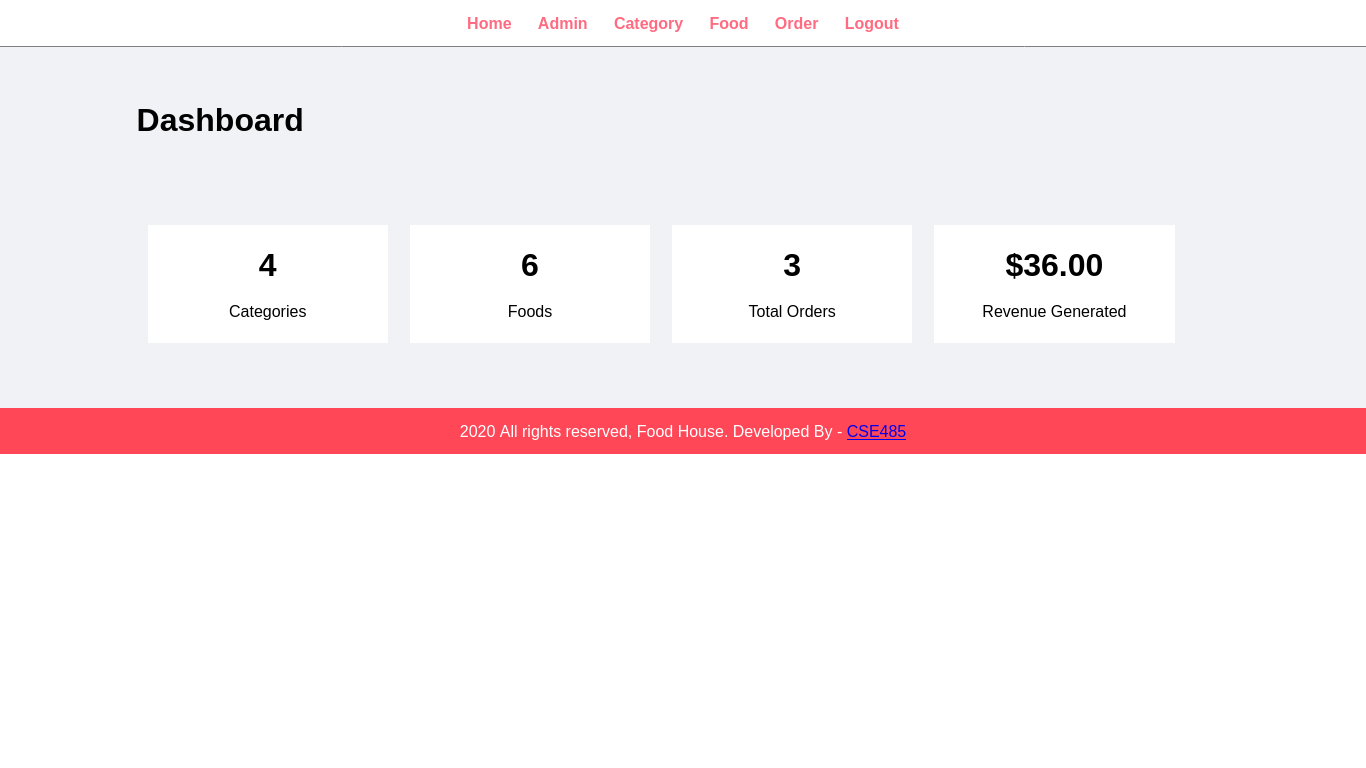 Home Admin Category Food Order Logout
Dashboard
4 6 3 $36.00
Categories Foods Total Orders Revenue Generated
2020 All rights reserved, Food House. Developed By - CSE485